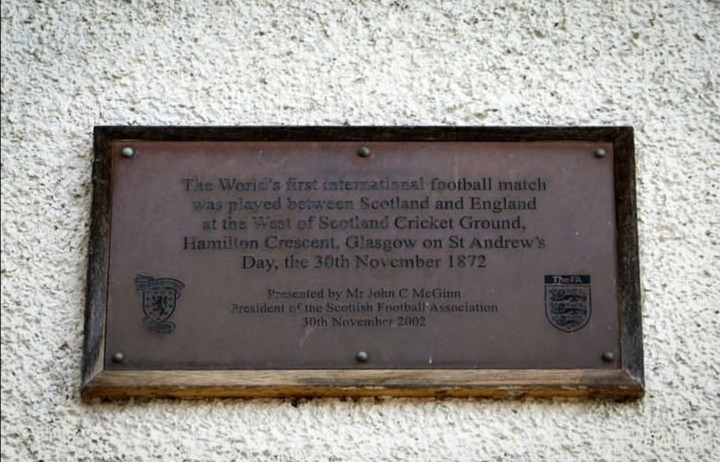 The World's first international football match
was played between Scotland and England
at the West of Scotland Cricket Ground,
Hamilton Crescent, Glasgow on St Andrew's
Day, the 30th November 1872
Presented by Mr John C McGinn
President of the Scottish Football Association
30th November 2002
The FA